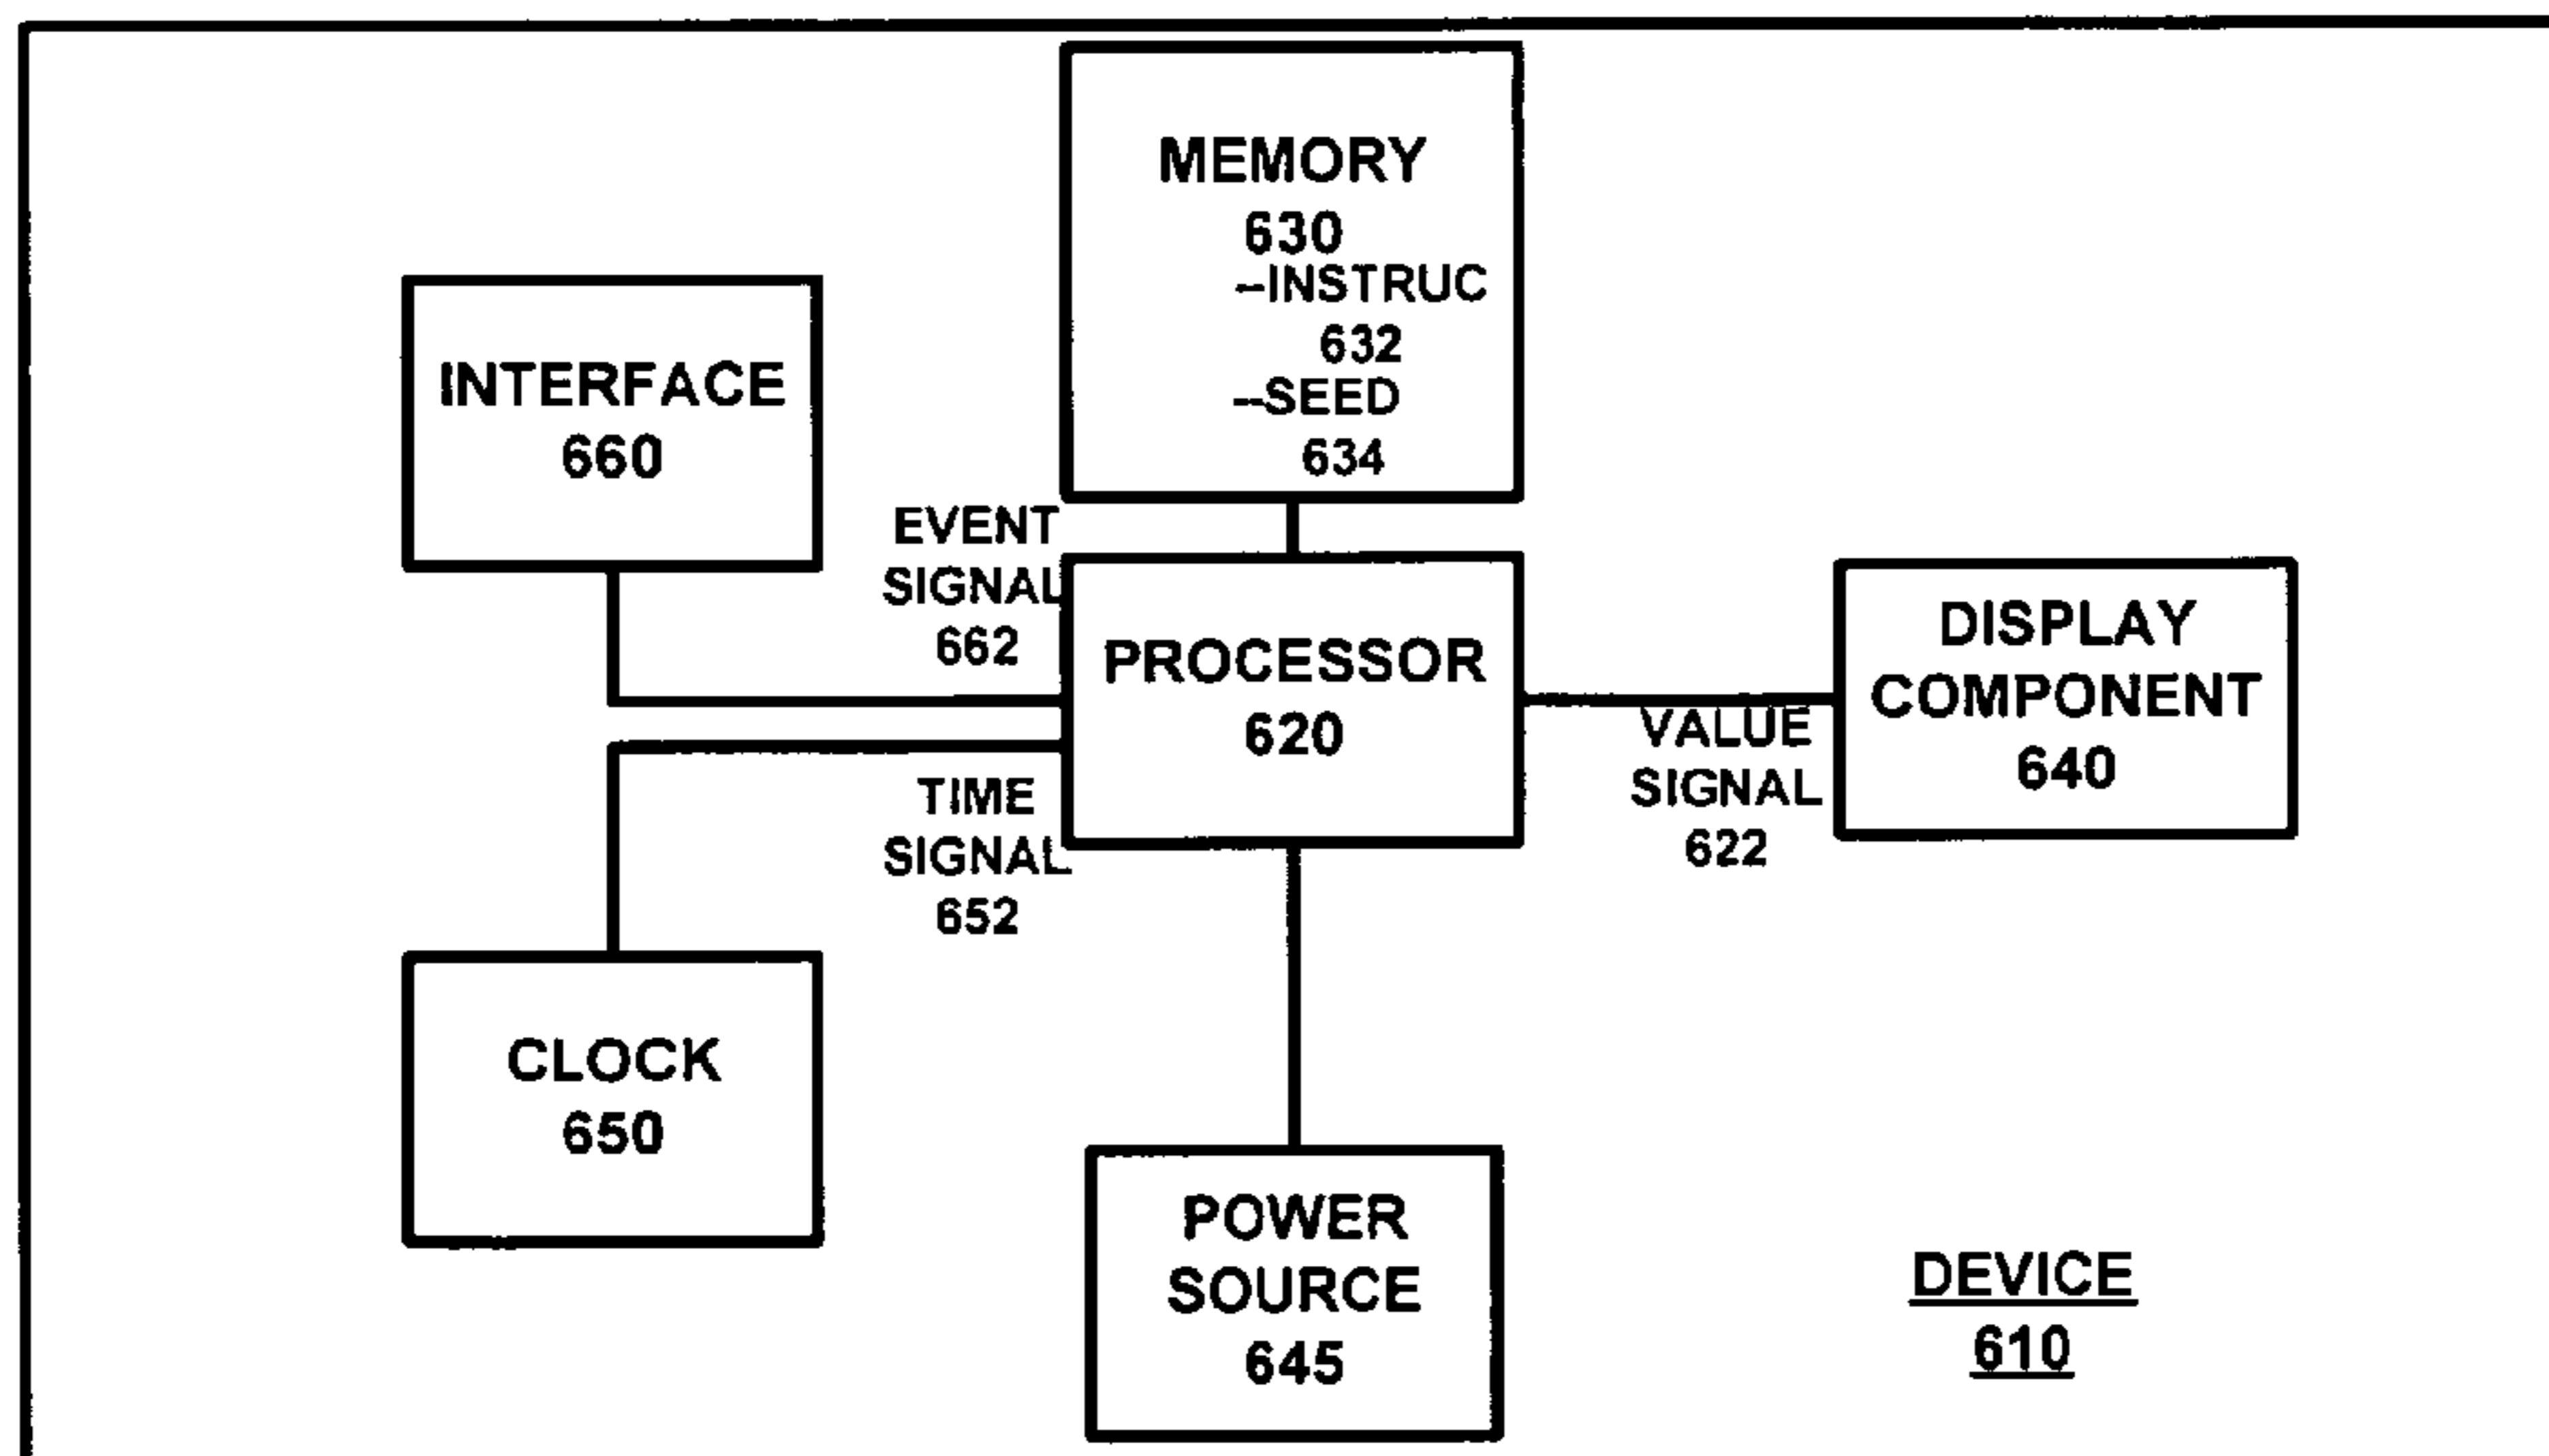 MEMORY
630
--INSTRUC
632
--SEED
634
INTERFACE
660
EVENT
SIGNAL
662
PROCESSOR
620
DISPLAY
COMPONENT
640
VALUE
SIGNAL
622
TIME
SIGNAL
652
CLOCK
650
POWER
SOURCE
645
DEVICE
610